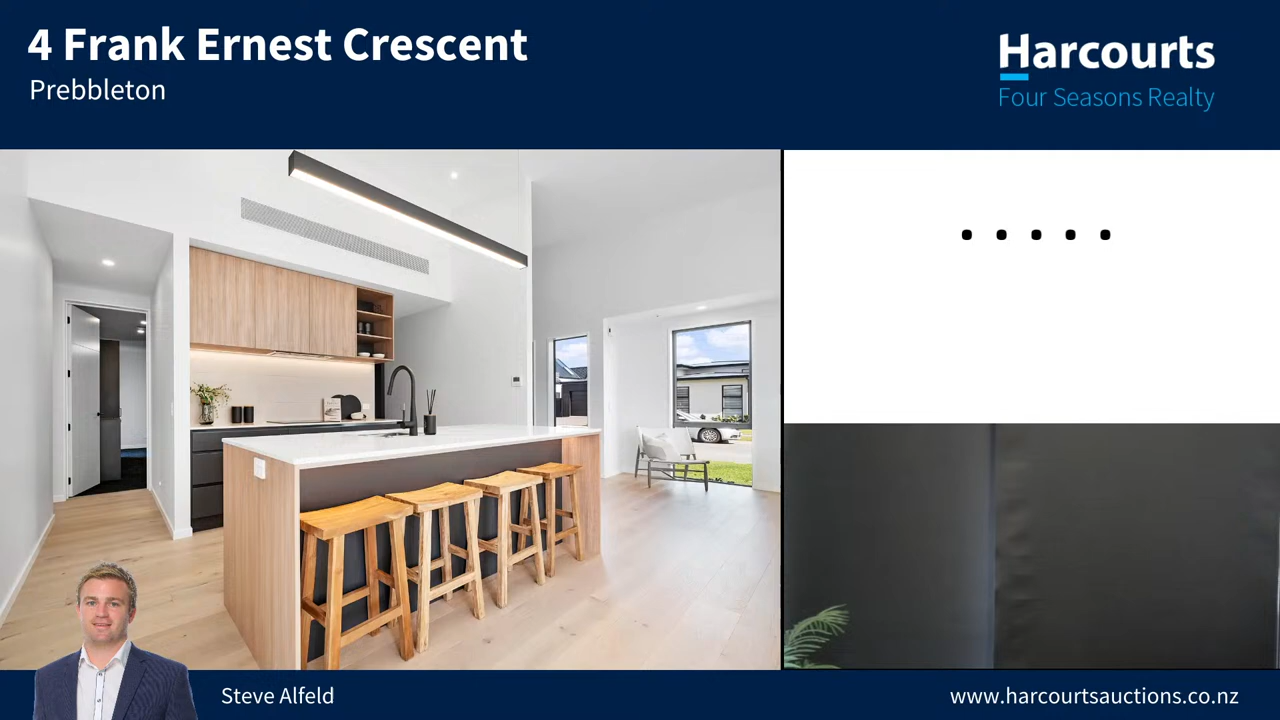 4 Frank Ernest Crescent
Prebbleton
Harcourts
Four Seasons Realty
Steve Alfeld
www.harcourtsauctions.co.nz